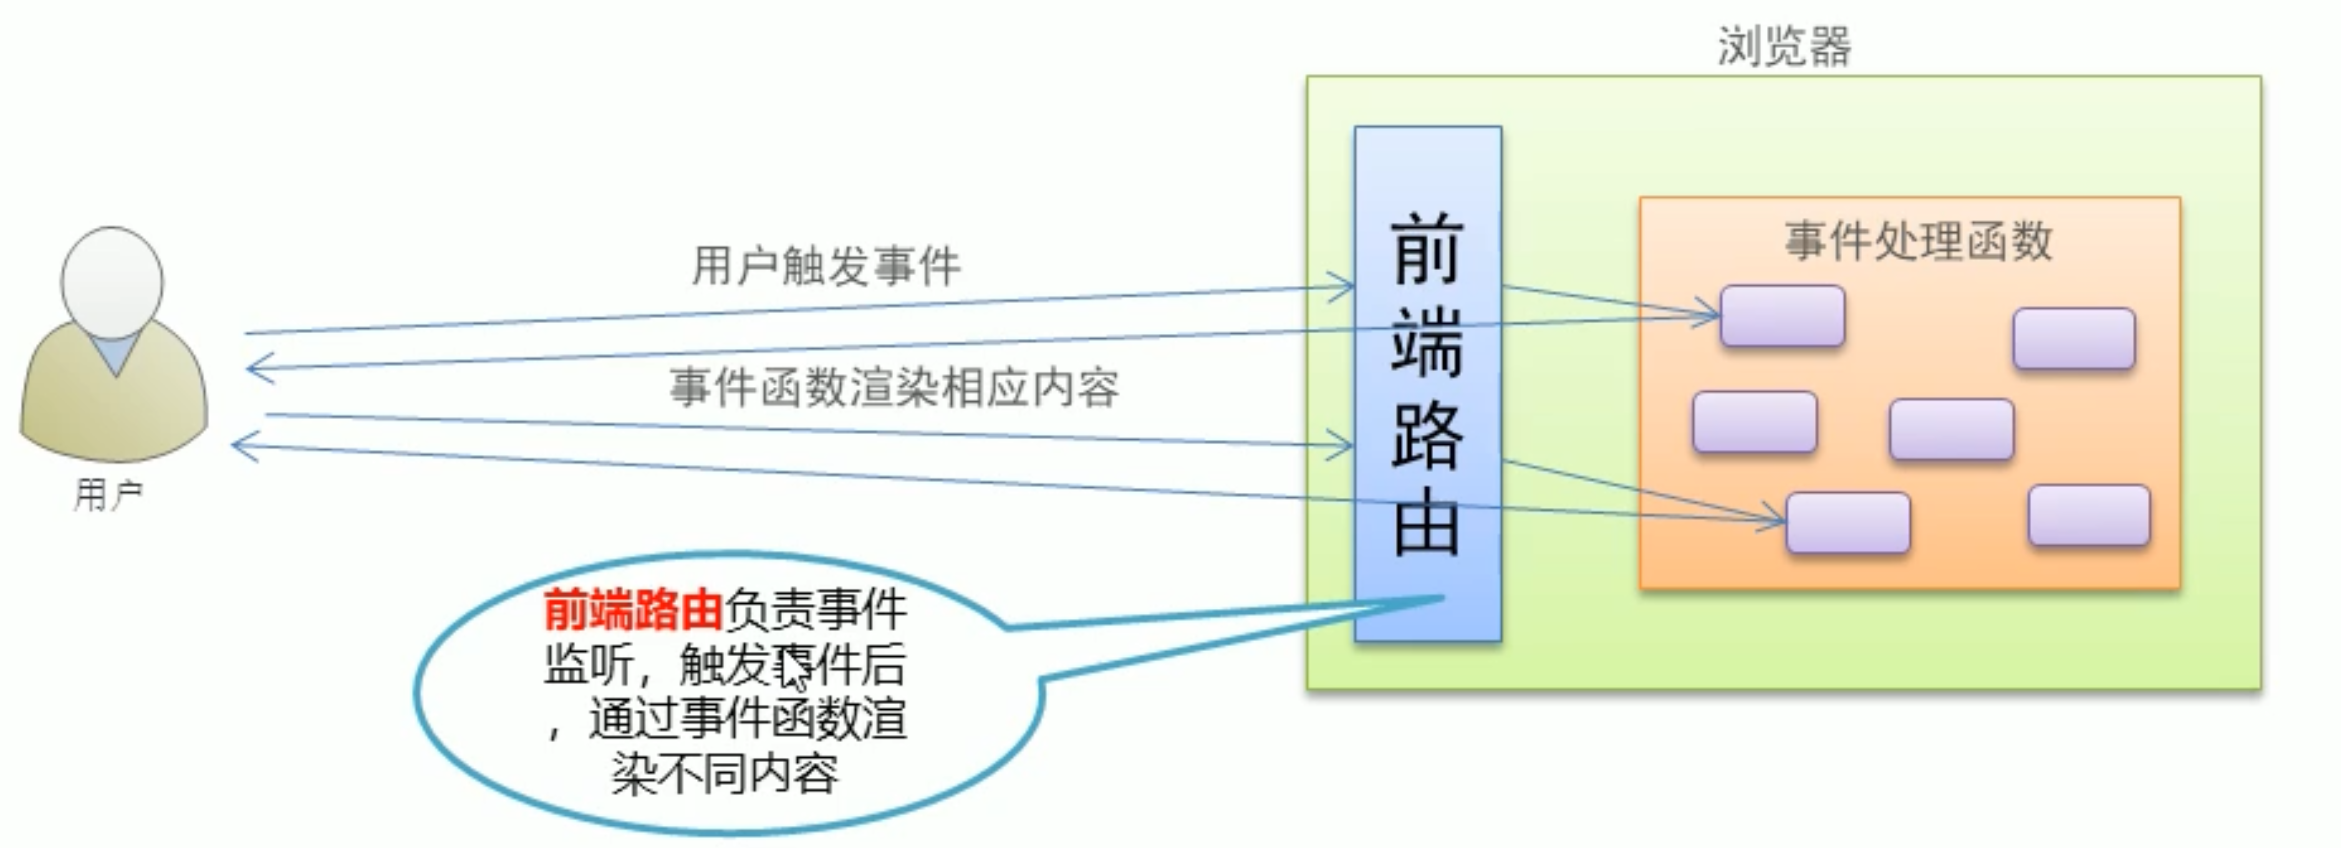 浏览器
用户触发事件
事件函数渲染相应内容
用户
前端路由
事件处理函数
前端路由负责事件
监听，触发事件后
，通过事件函数渲
染不同内容